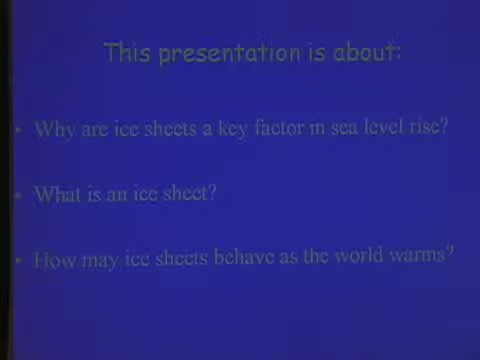 This presentation is about:
• Why are ice sheets a key factor in sea level rise?
• What is an ice sheet?
• How may ice sheets behave as the world warms?